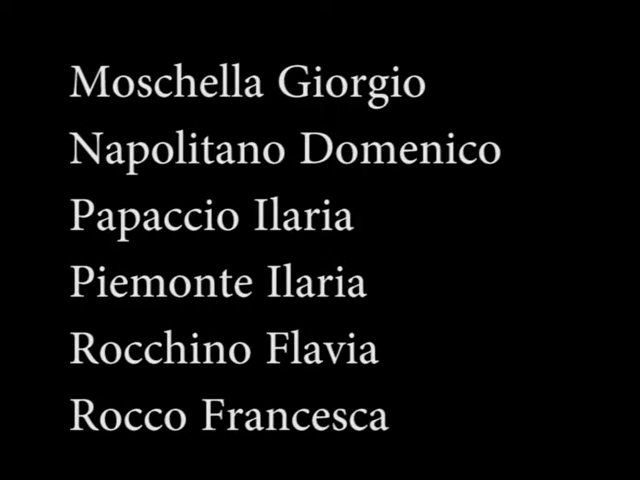 Moschella Giorgio
Napolitano Domenico
Papaccio Ilaria
Piemonte Ilaria
Rocchino Flavia
Rocco Francesca